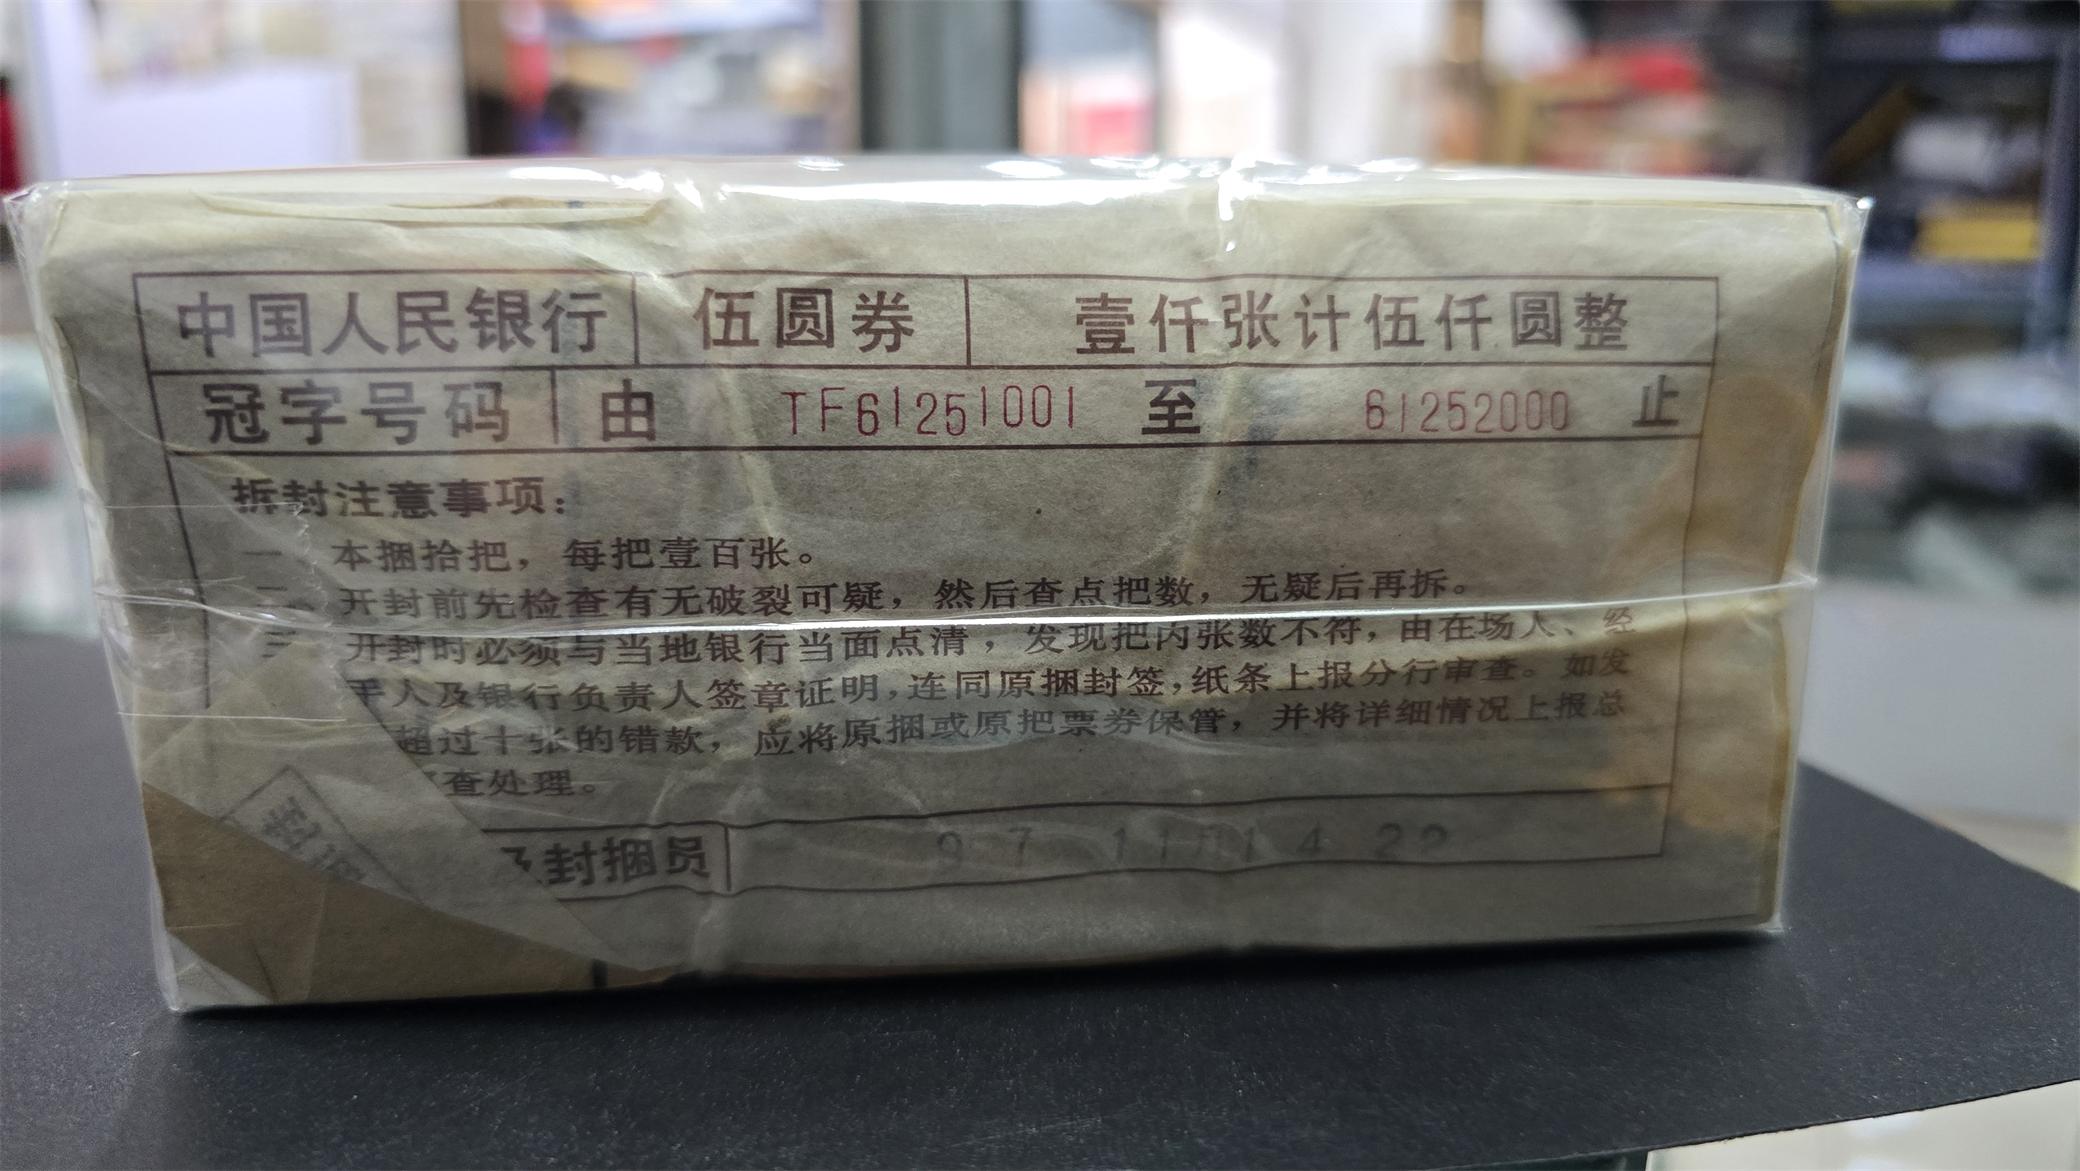 中国人民银行 伍圆券 壹仟张计伍仟圆整
冠字号码 由 TF61251001 至 61252000 止
拆封注意事项：
一 本捆拾把，每把壹百张。
二 开封前先检查有无破裂可疑，然后查点把数，无疑后再拆。
三 开封时必须与当地银行当面点清，发现把内张数不符，由在场人、经
手人及银行负责人签章证明，连同原捆封签，纸条上报分行审查。如发
超过十张的错款，应将原捆或原把票券保管，并将详细情况上报总
查处理。
封捆员 97 11 14 22